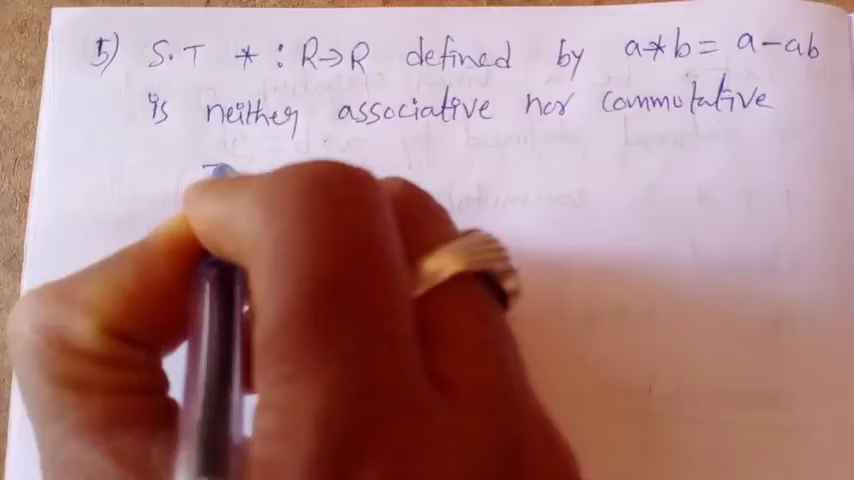 5) S.T * : R→R defined by a*b = a-ab
is neither associative nor commutative